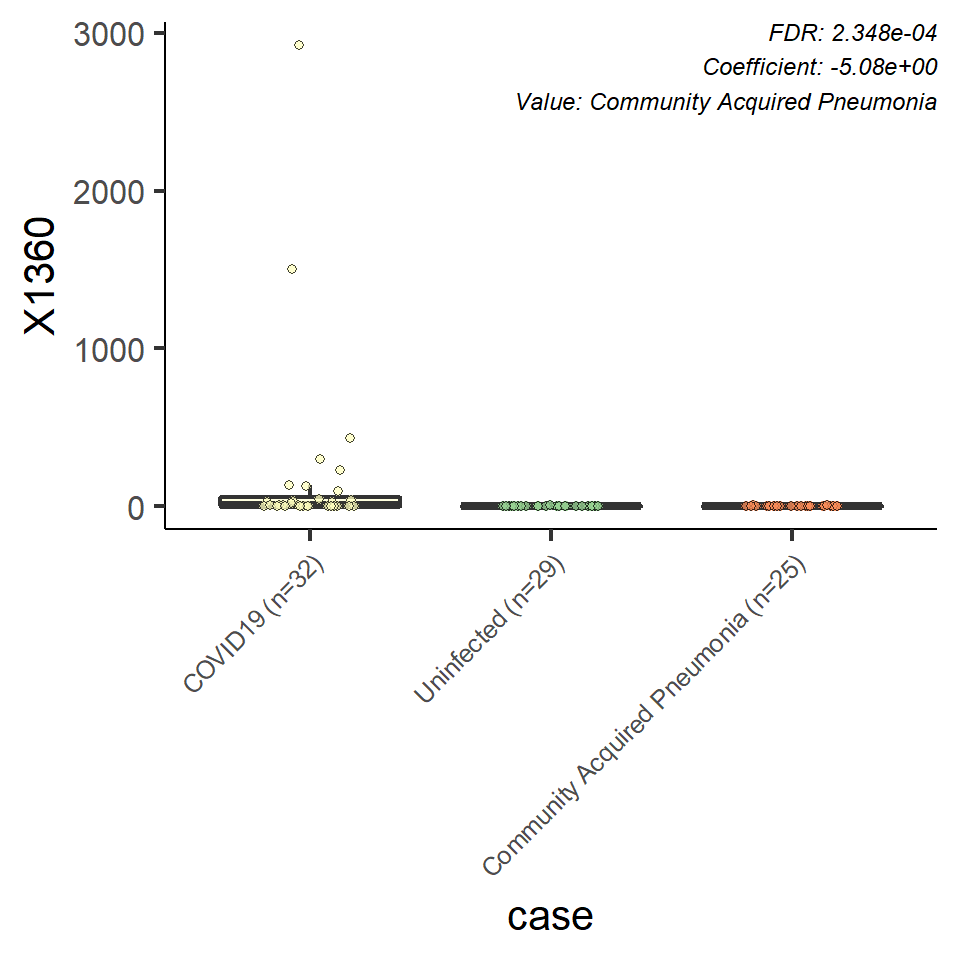 FDR: 2.348e-04
Coefficient: -5.08e+00
Value: Community Acquired Pneumonia
3000
2000
1000
0
X1360
COVID19 (n=32)
Uninfected (n=29)
Community Acquired Pneumonia (n=25)
case